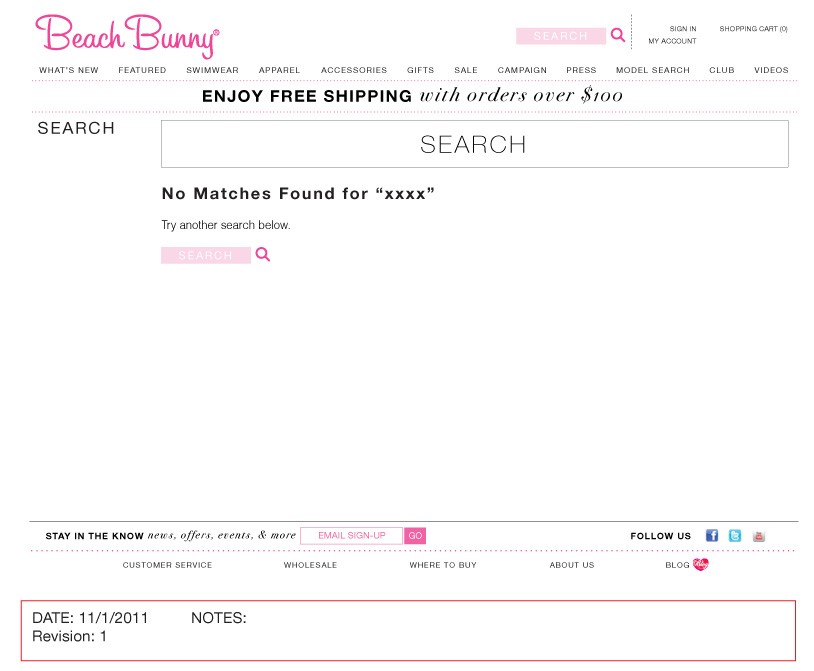 Beach Bunny®
SEARCH
SIGN IN
MY ACCOUNT
SHOPPING CART (0)
WHAT'S NEW FEATURED SWIMWEAR APPAREL ACCESSORIES GIFTS SALE CAMPAIGN PRESS MODEL SEARCH CLUB VIDEOS
ENJOY FREE SHIPPING with orders over $100
SEARCH
SEARCH
No Matches Found for “xxxx”
Try another search below.
SEARCH
STAY IN THE KNOW news, offers, events, & more EMAIL SIGN-UP GO FOLLOW US
CUSTOMER SERVICE WHOLESALE WHERE TO BUY ABOUT US BLOG Blog
DATE: 11/1/2011 NOTES:
Revision: 1